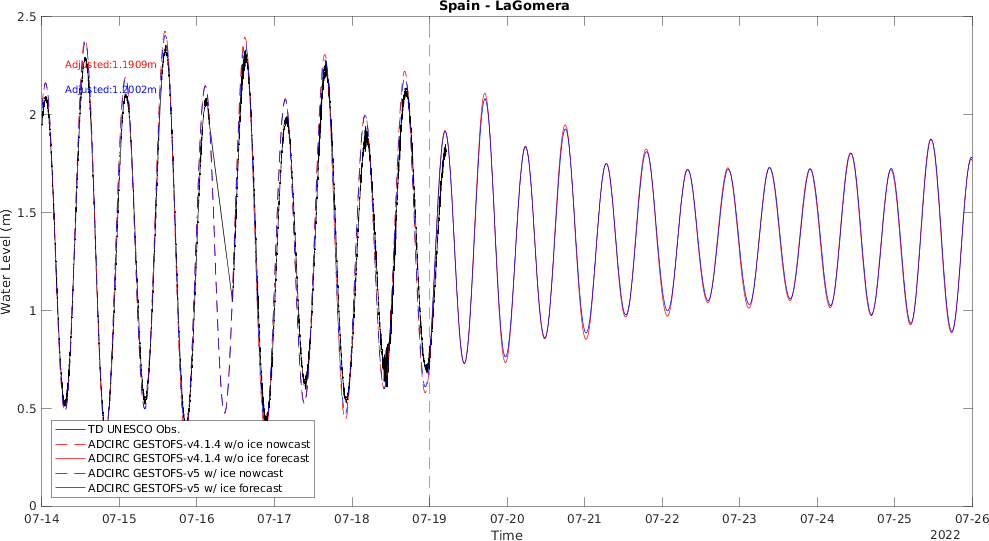 Spain - LaGomera
2.5
Adjusted:1.1909m
Adjusted:1.2002m
2
1.5
Water Level (m)
1
0.5
TD UNESCO Obs.
ADCIRC GESTOFS-v4.1.4 w/o ice nowcast
ADCIRC GESTOFS-v4.1.4 w/o ice forecast
ADCIRC GESTOFS-v5 w/ ice nowcast
ADCIRC GESTOFS-v5 w/ ice forecast
0
07-14 07-15 07-16 07-17 07-18 07-19 07-20 07-21 07-22 07-23 07-24 07-25 07-26
Time
2022